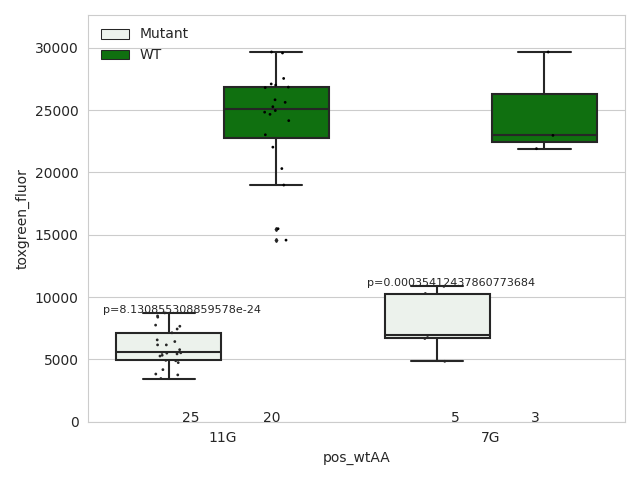 Mutant
WT
30000
25000
20000
15000
10000
5000
0
toxgreen_fluor
p=8.130855308859578e-24
p=0.00035412437860773684
25
20
5
3
11G
7G
pos_wtAA